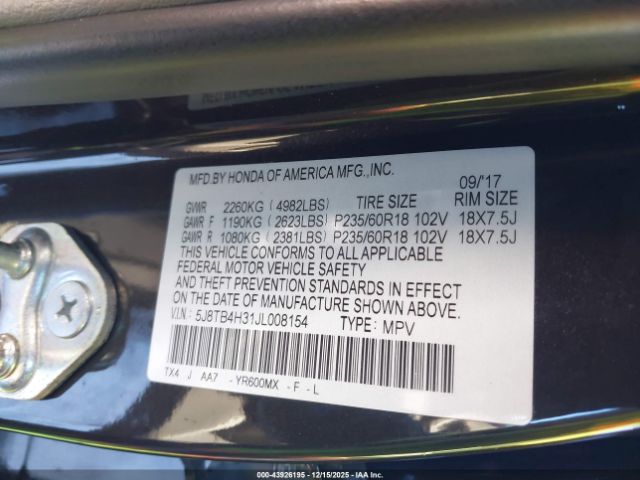 MFD.BY HONDA OF AMERICA MFG.,INC. 09/'17
GVWR 2260KG (4982LBS) TIRE SIZE RIM SIZE
GAWR F 1190KG (2623LBS) P235/60R18 102V 18X7.5J
GAWR R 1080KG (2381LBS) P235/60R18 102V 18X7.5J
THIS VEHICLE CONFORMS TO ALL APPLICABLE
FEDERAL MOTOR VEHICLE SAFETY
AND THEFT PREVENTION STANDARDS IN EFFECT
ON THE DATE OF MANUFACTURE SHOWN ABOVE.
V.I.N.: 5J8TB4H31JL008154 TYPE: MPV
TX4 J AA7 -YR600MX -F -L
000-43926195 - 12/15/2025 - IAAI.COM